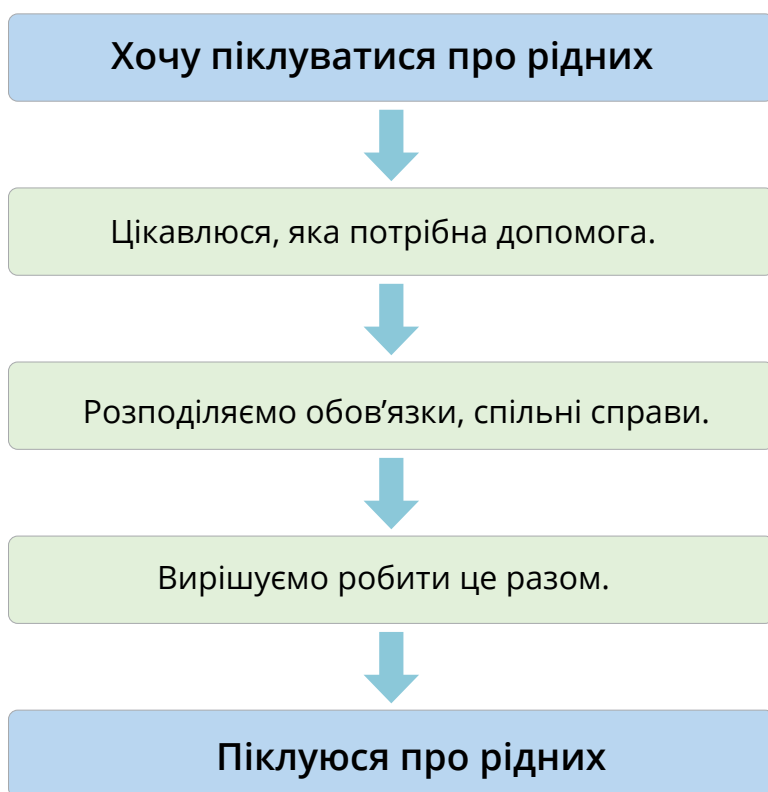 Хочу піклуватися про рідних
Цікавлюся, яка потрібна допомога.
Розподіляємо обов’язки, спільні справи.
Вирішуємо робити це разом.
Піклуюся про рідних